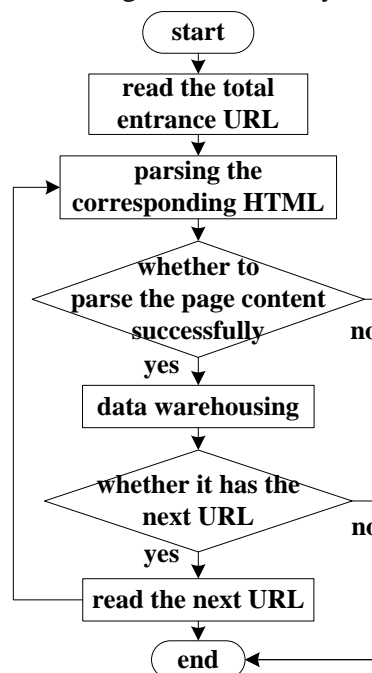 start
read the total
entrance URL
parsing the
corresponding HTML
whether to
parse the page content
successfully
no
yes
data warehousing
whether it has the
next URL
no
yes
read the next URL
end